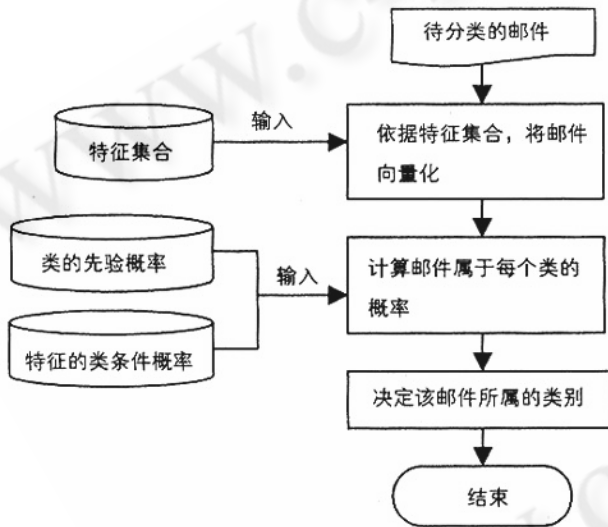 待分类的邮件
输入
特征集合
依据特征集合，将邮件
向量化
类的先验概率
输入
计算邮件属于每个类的
概率
特征的类条件概率
决定该邮件所属的类别
结束